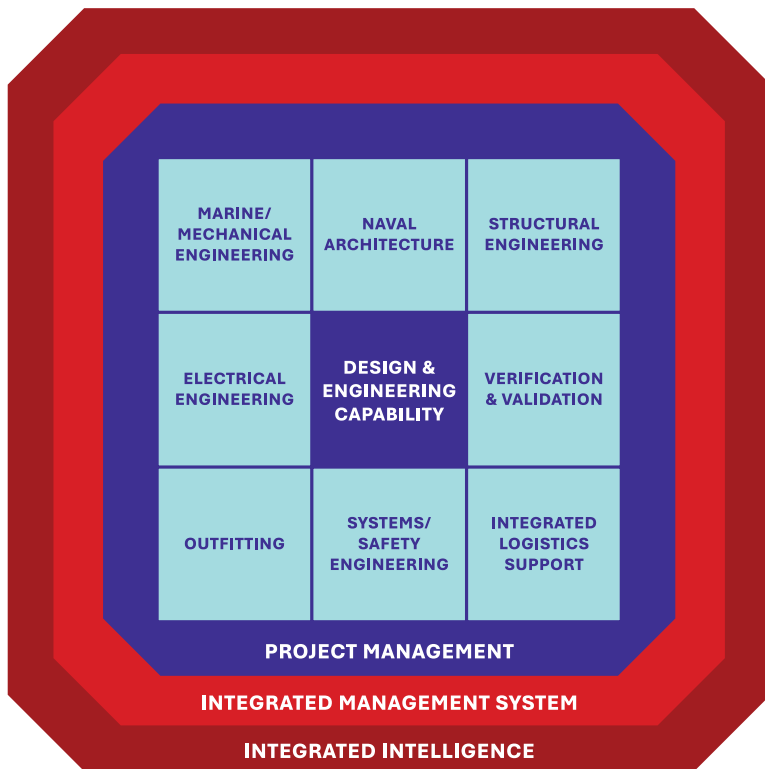 MARINE/
MECHANICAL
ENGINEERING
NAVAL
ARCHITECTURE
STRUCTURAL
ENGINEERING
ELECTRICAL
ENGINEERING
DESIGN &
ENGINEERING
CAPABILITY
VERIFICATION
& VALIDATION
OUTFITTING
SYSTEMS/
SAFETY
ENGINEERING
INTEGRATED
LOGISTICS
SUPPORT
PROJECT MANAGEMENT
INTEGRATED MANAGEMENT SYSTEM
INTEGRATED INTELLIGENCE